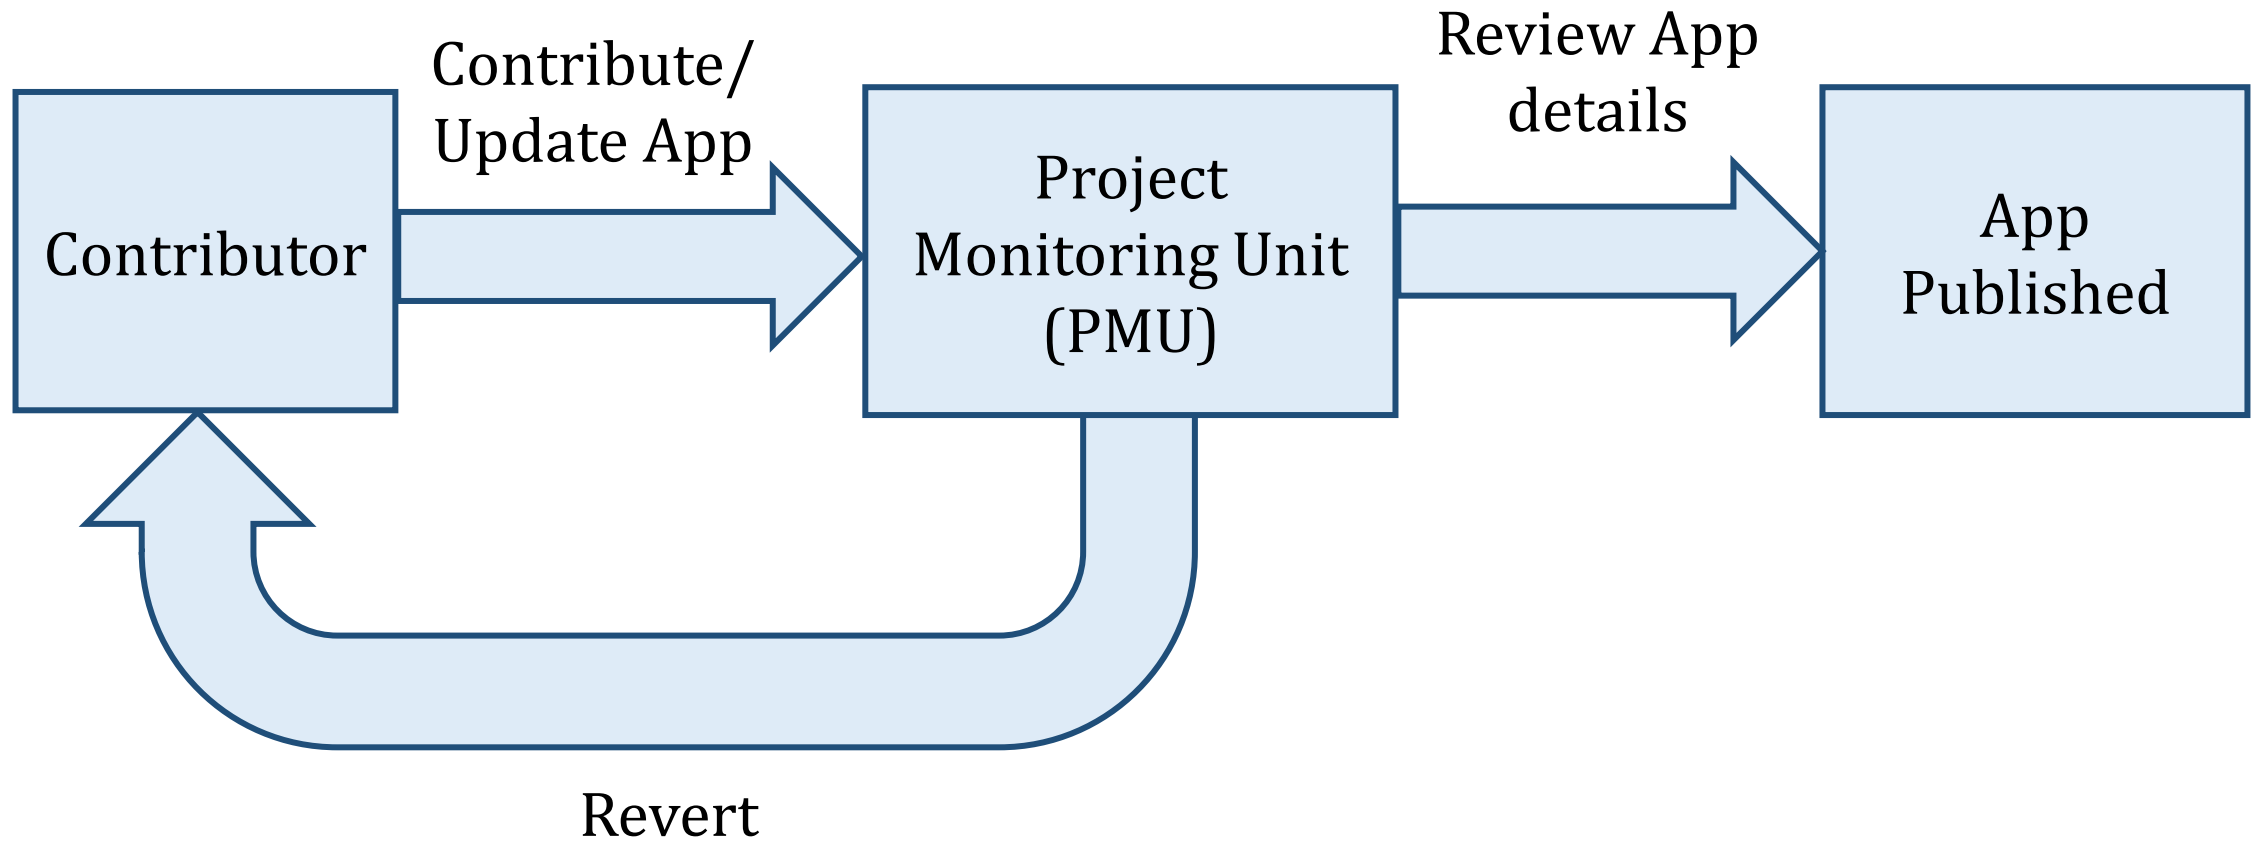 Contribute/
Update App
Review App
details
Contributor
Project
Monitoring Unit
(PMU)
App
Published
Revert